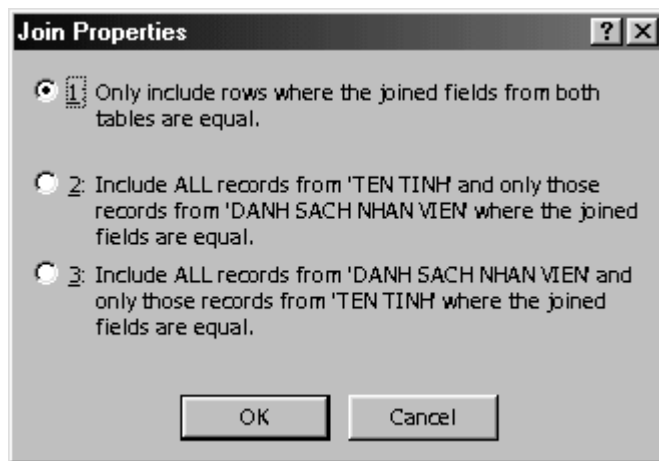 Join Properties
1: Only include rows where the joined fields from both
tables are equal.
2: Include ALL records from 'TEN TINH' and only those
records from 'DANH SACH NHAN VIEN' where the joined
fields are equal.
3: Include ALL records from 'DANH SACH NHAN VIEN' and
only those records from 'TEN TINH' where the joined
fields are equal.
OK Cancel